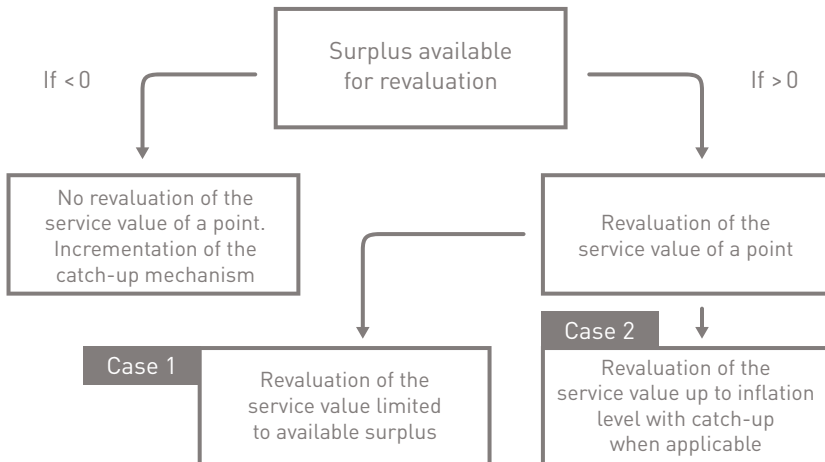 Surplus available
for revaluation
If < 0
If > 0
No revaluation of the
service value of a point.
Incrementation of the
catch-up mechanism
Revaluation of the
service value of a point
Case 1
Revaluation of the
service value limited
to available surplus
Case 2
Revaluation of the
service value up to inflation
level with catch-up
when applicable